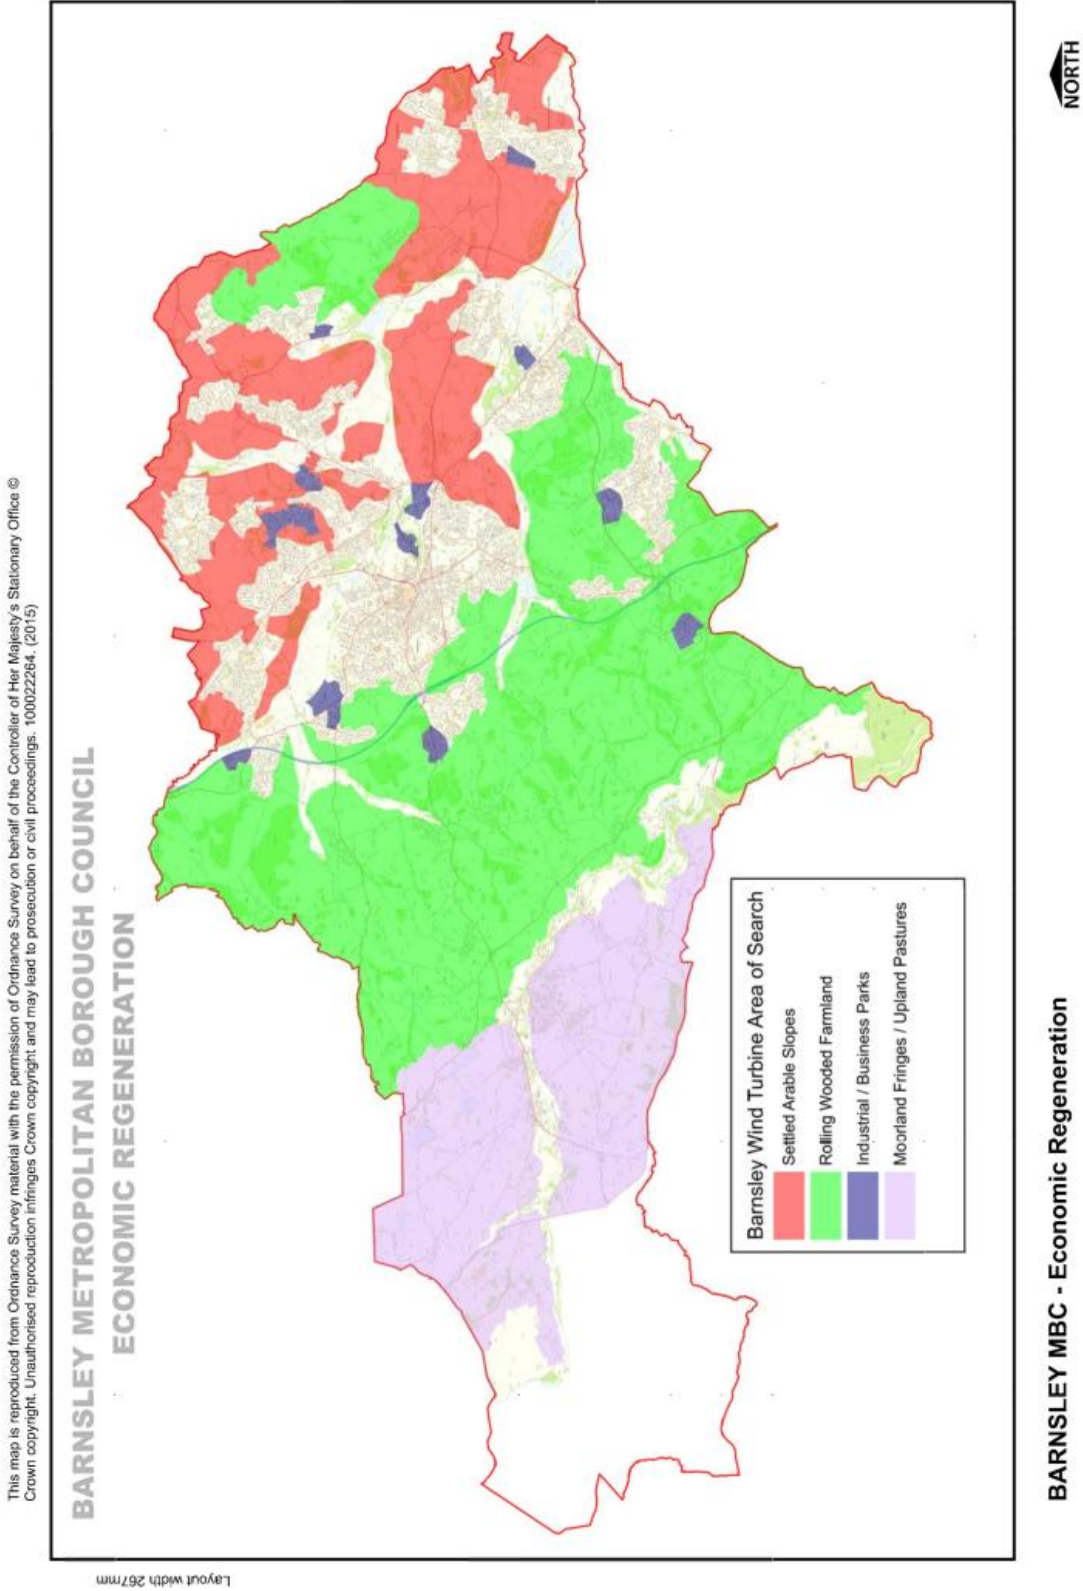 This map is reproduced from Ordnance Survey material with the permission of Ordnance Survey on behalf of the Controller of Her Majesty's Stationary Office ©
Crown copyright. Unauthorised reproduction infringes Crown copyright and may lead to prosecution or civil proceedings. 100022264. (2015)
BARNSLEY METROPOLITAN BOROUGH COUNCIL
ECONOMIC REGENERATION
Barnsley Wind Turbine Area of Search
Settled Arable Slopes
Rolling Wooded Farmland
Industrial / Business Parks
Moorland Fringes / Upland Pastures
BARNSLEY MBC - Economic Regeneration
NORTH
Layout width 267mm